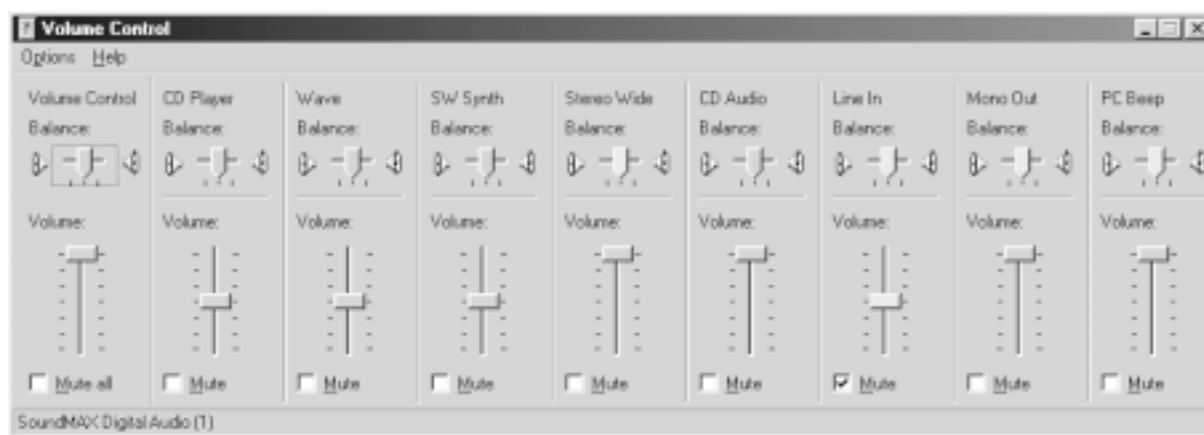 Volume Control
Options Help
Volume Control CD Player Wave SW Synth Stereo Wide CD Audio Line In Mono Out PC Beep
Balance: Balance: Balance: Balance: Balance: Balance: Balance: Balance: Balance:
Volume: Volume: Volume: Volume: Volume: Volume: Volume: Volume: Volume:
Mute all Mute Mute Mute Mute Mute Mute Mute Mute
SoundMAX Digital Audio (1)